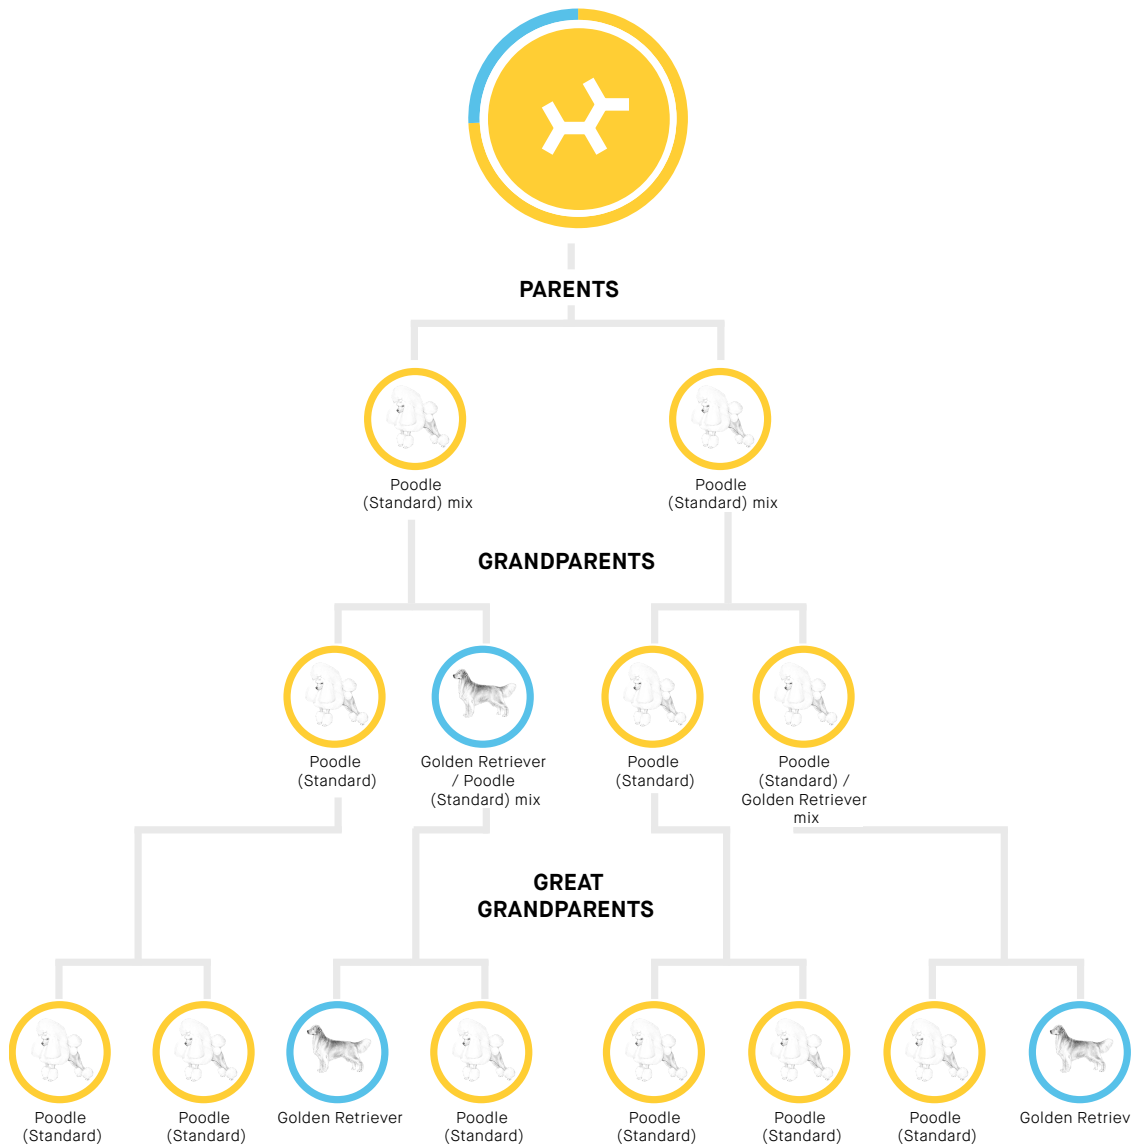 PARENTS
Poodle
(Standard) mix
Poodle
(Standard) mix
GRANDPARENTS
Poodle
(Standard)
Golden Retriever
/ Poodle
(Standard) mix
Poodle
(Standard)
Poodle
(Standard) /
Golden Retriever
mix
GREAT
GRANDPARENTS
Poodle
(Standard)
Poodle
(Standard)
Golden Retriever
Poodle
(Standard)
Poodle
(Standard)
Poodle
(Standard)
Poodle
(Standard)
Golden Retriev